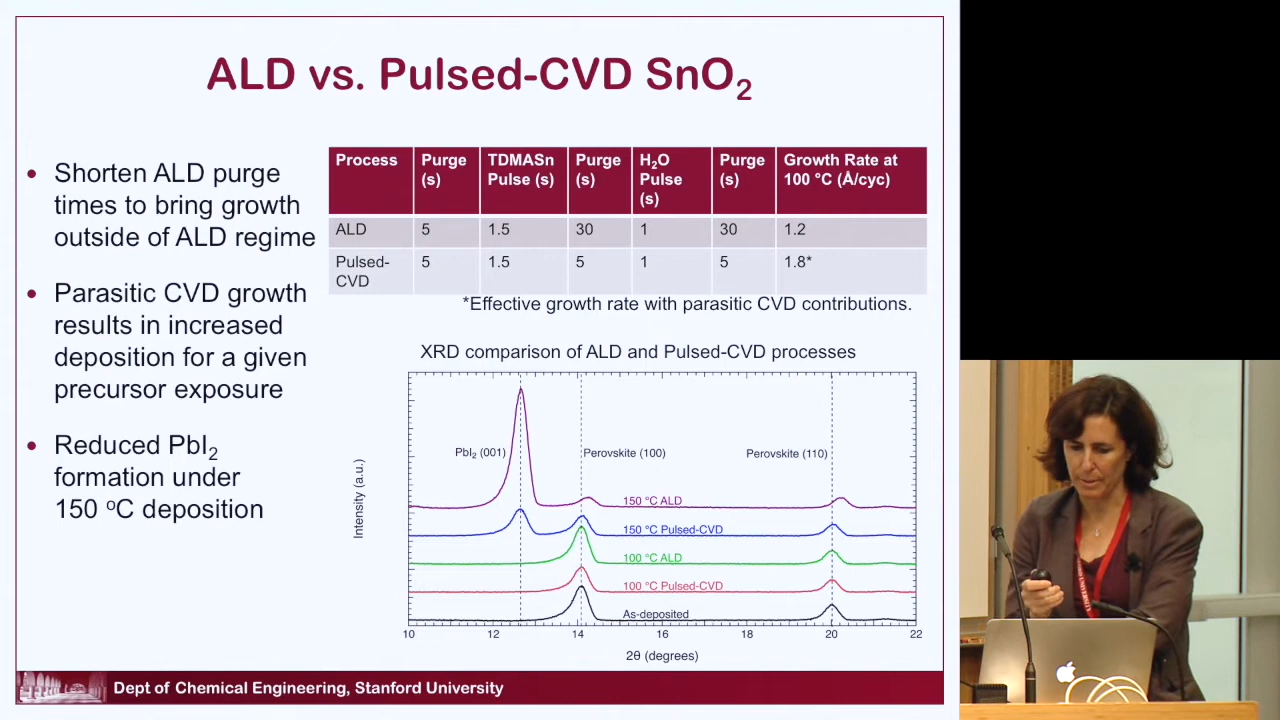 ALD vs. Pulsed-CVD SnO₂
• Shorten ALD purge
times to bring growth
outside of ALD regime
• Parasitic CVD growth
results in increased
deposition for a given
precursor exposure
• Reduced PbI₂
formation under
150 ºC deposition
Process Purge (s) TDMASn Pulse (s) Purge (s) H₂O Pulse (s) Purge (s) Growth Rate at 100 °C (Å/cyc)
ALD 5 1.5 30 1 30 1.2
Pulsed-CVD 5 1.5 5 1 5 1.8*
*Effective growth rate with parasitic CVD contributions.
XRD comparison of ALD and Pulsed-CVD processes
Intensity (a.u.)
PbI₂ (001) Perovskite (100) Perovskite (110)
150 °C ALD
150 °C Pulsed-CVD
100 °C ALD
100 °C Pulsed-CVD
As-deposited
10 12 14 16 18 20 22
2θ (degrees)
Dept of Chemical Engineering, Stanford University